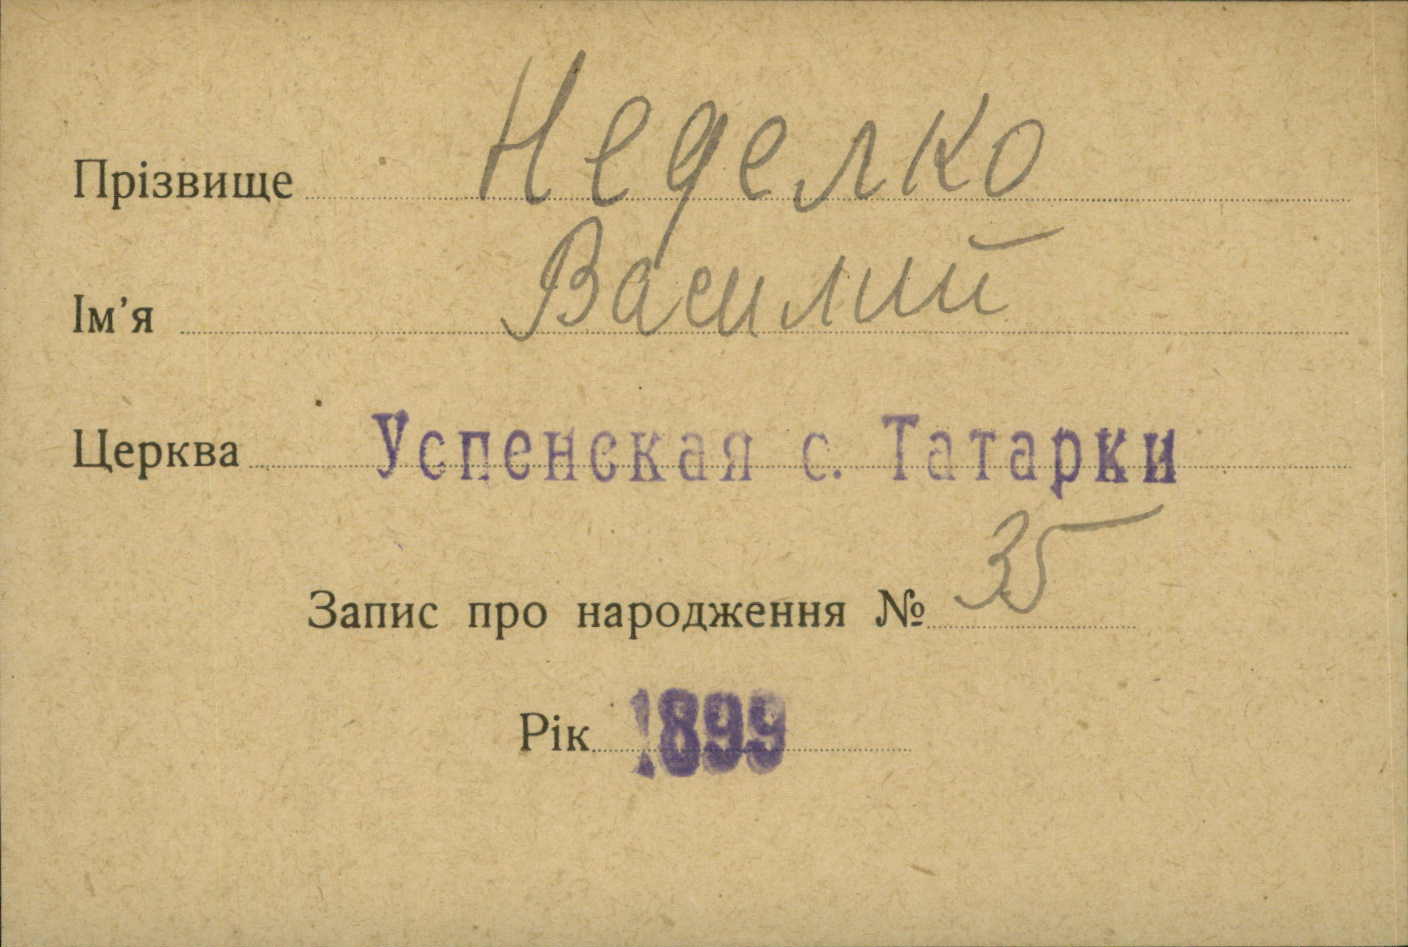 Прізвище Неделко
Ім'я Василий
Церква Успенская с. Татарки
Запис про народження № 35
Рік 1899